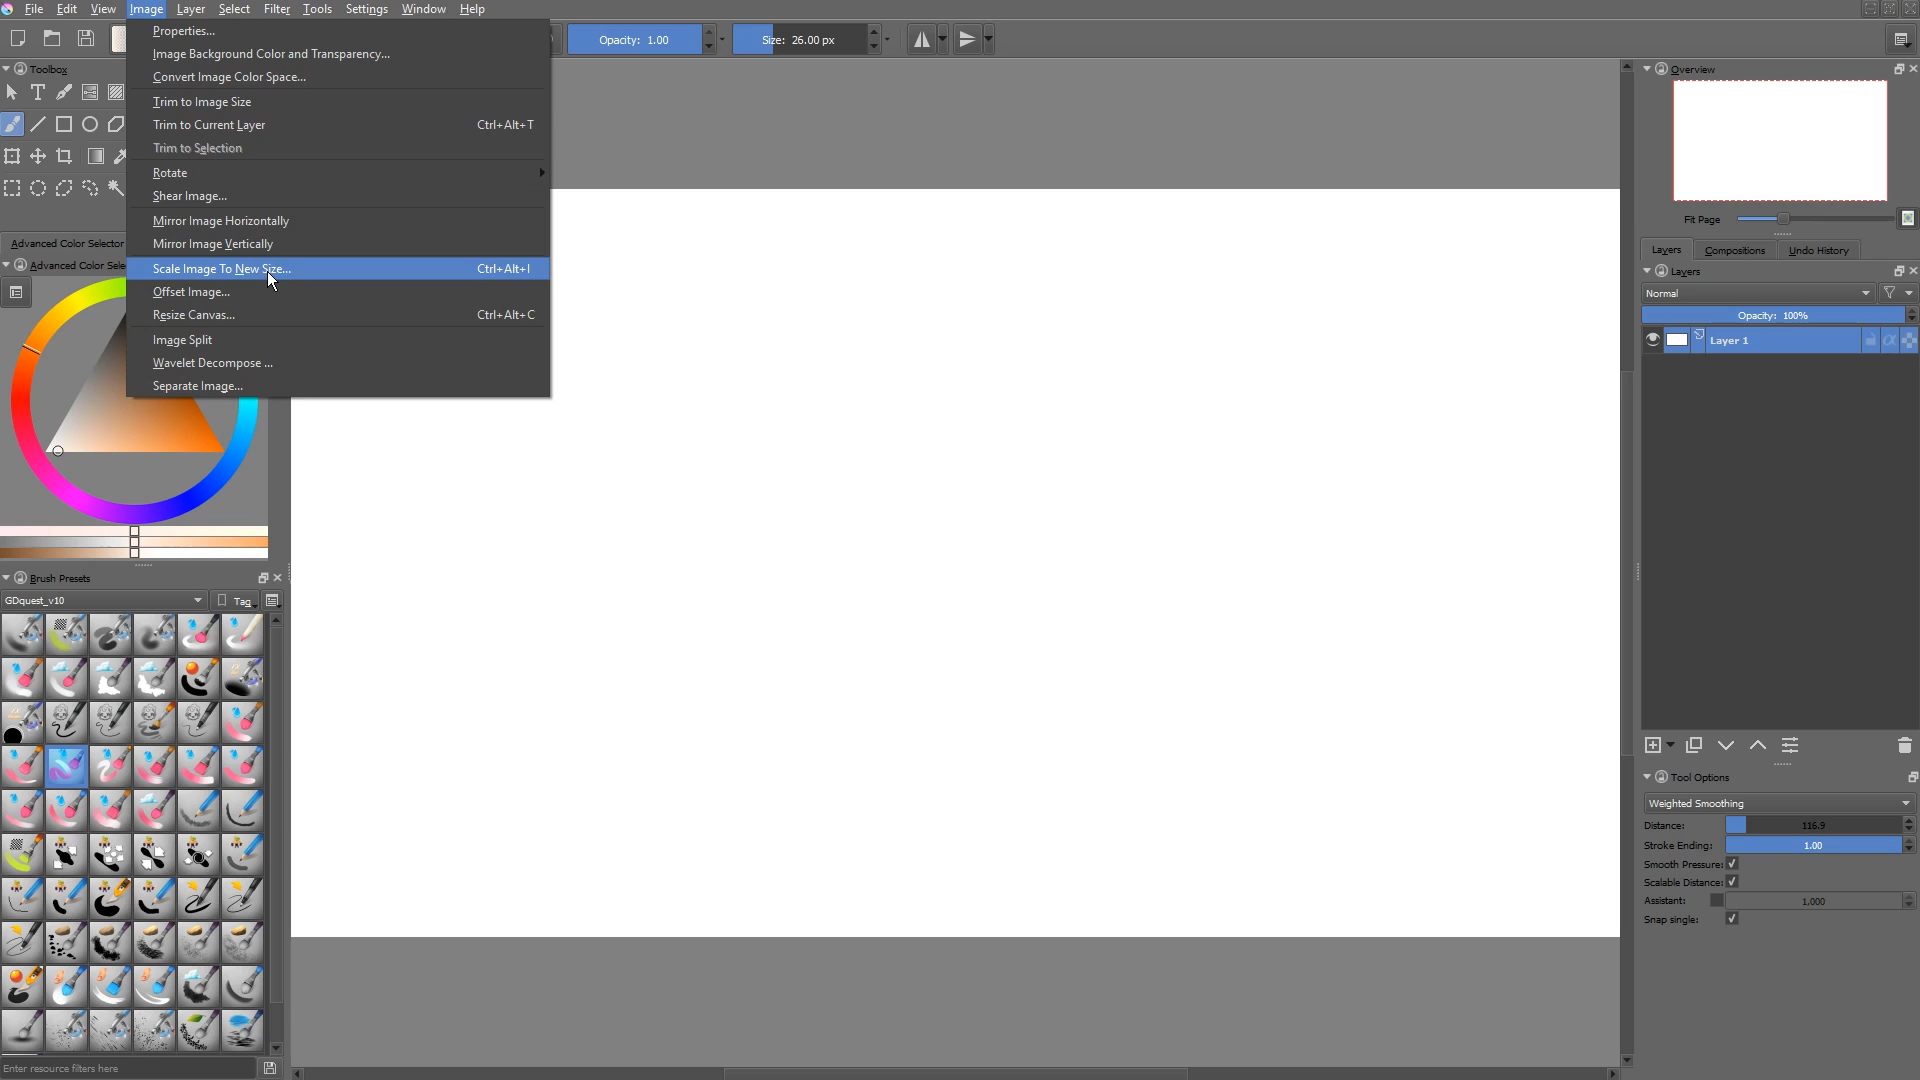 File Edit View Image Layer Select Filter Tools Settings Window Help
Opacity: 1.00
Size: 26.00 px
Toolbox
Properties...
Image Background Color and Transparency...
Convert Image Color Space...
Trim to Image Size
Trim to Current Layer Ctrl+Alt+T
Trim to Selection
Rotate
Shear Image...
Mirror Image Horizontally
Mirror Image Vertically
Scale Image To New Size... Ctrl+Alt+I
Offset Image...
Resize Canvas... Ctrl+Alt+C
Image Split
Wavelet Decompose ...
Separate Image...
Advanced Color Selector
Advanced Color Sele
Brush Presets
GDquest_v10
Tag
Enter resource filters here
Overview
Fit Page
Layers Compositions Undo History
Layers
Normal
Opacity: 100%
Layer 1
Tool Options
Weighted Smoothing
Distance: 116.9
Stroke Ending: 1.00
Smooth Pressure:
Scalable Distance:
Assistant: 1,000
Snap single: